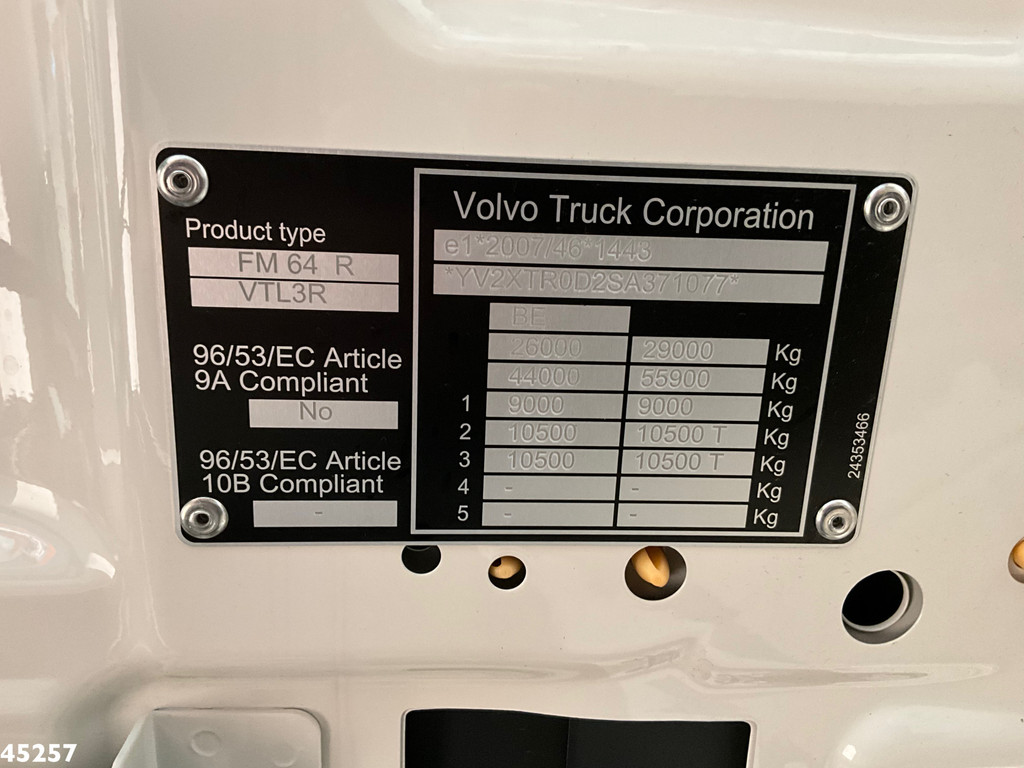 Volvo Truck Corporation
Product type
FM 64 R
VTL3R
e1*2007/46*1443
*YV2XTR0D2SA371077*
BE
26000 29000 Kg
44000 55900 Kg
1 9000 9000 Kg
2 10500 10500 T Kg
3 10500 10500 T Kg
4 - - Kg
5 - - Kg
96/53/EC Article
9A Compliant
No
96/53/EC Article
10B Compliant
-
24353466
45257